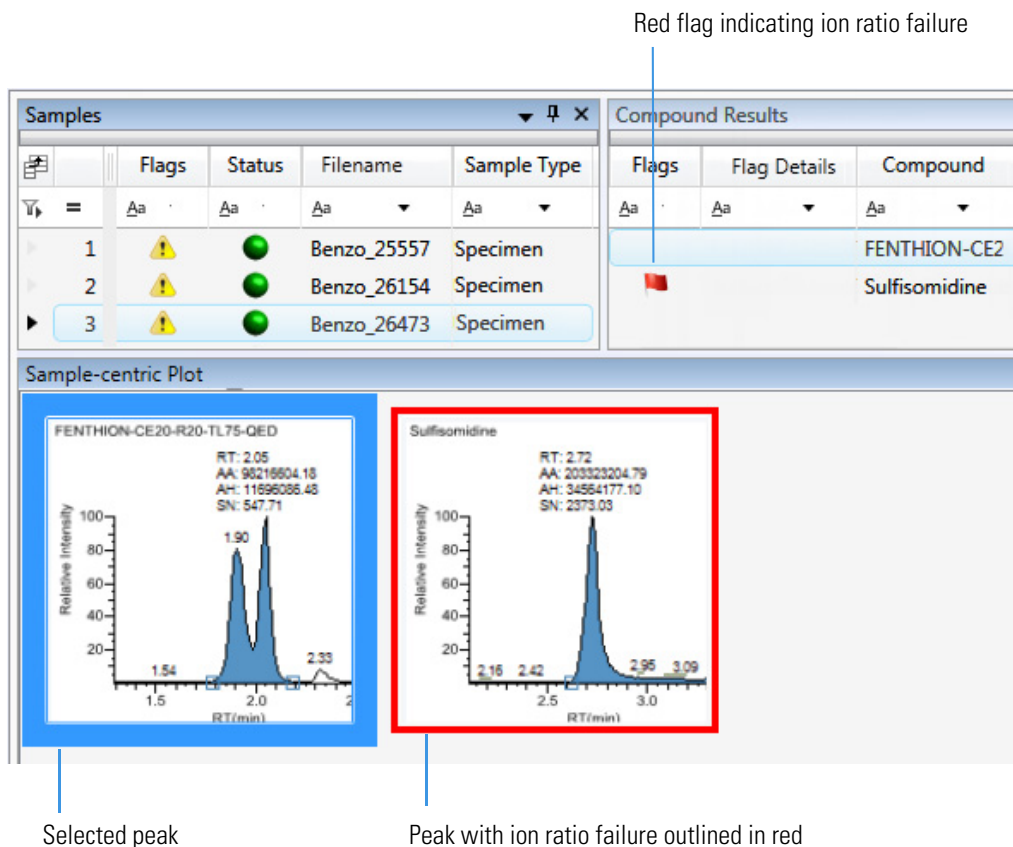 Red flag indicating ion ratio failure
Samples
Compound Results
Flags Status Filename Sample Type
Flags Flag Details Compound
= Aa Aa Aa Aa
Aa Aa Aa
1 Benzo_25557 Specimen
FENTHION-CE2
2 Benzo_26154 Specimen
Sulfisomidine
3 Benzo_26473 Specimen
Sample-centric Plot
FENTHION-CE20-R20-TL75-QED
RT: 2.05
AA: 98216604.18
AH: 11696086.48
SN: 547.71
Relative Intensity
100
80
60
40
20
1.54
1.90
2.33
1.5 2.0 2
RT(min)
Sulfisomidine
RT: 2.72
AA: 203323204.79
AH: 34564177.10
SN: 2373.03
Relative Intensity
100
80
60
40
20
2.16 2.42 2.95 3.09
2.5 3.0
RT(min)
Selected peak
Peak with ion ratio failure outlined in red